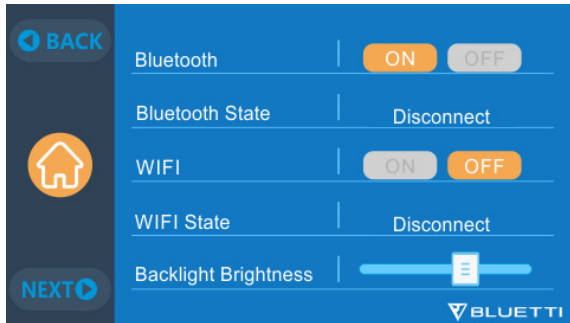 BACK
Bluetooth ON OFF
Bluetooth State Disconnect
WIFI ON OFF
WIFI State Disconnect
Backlight Brightness
NEXT
BLUETTI